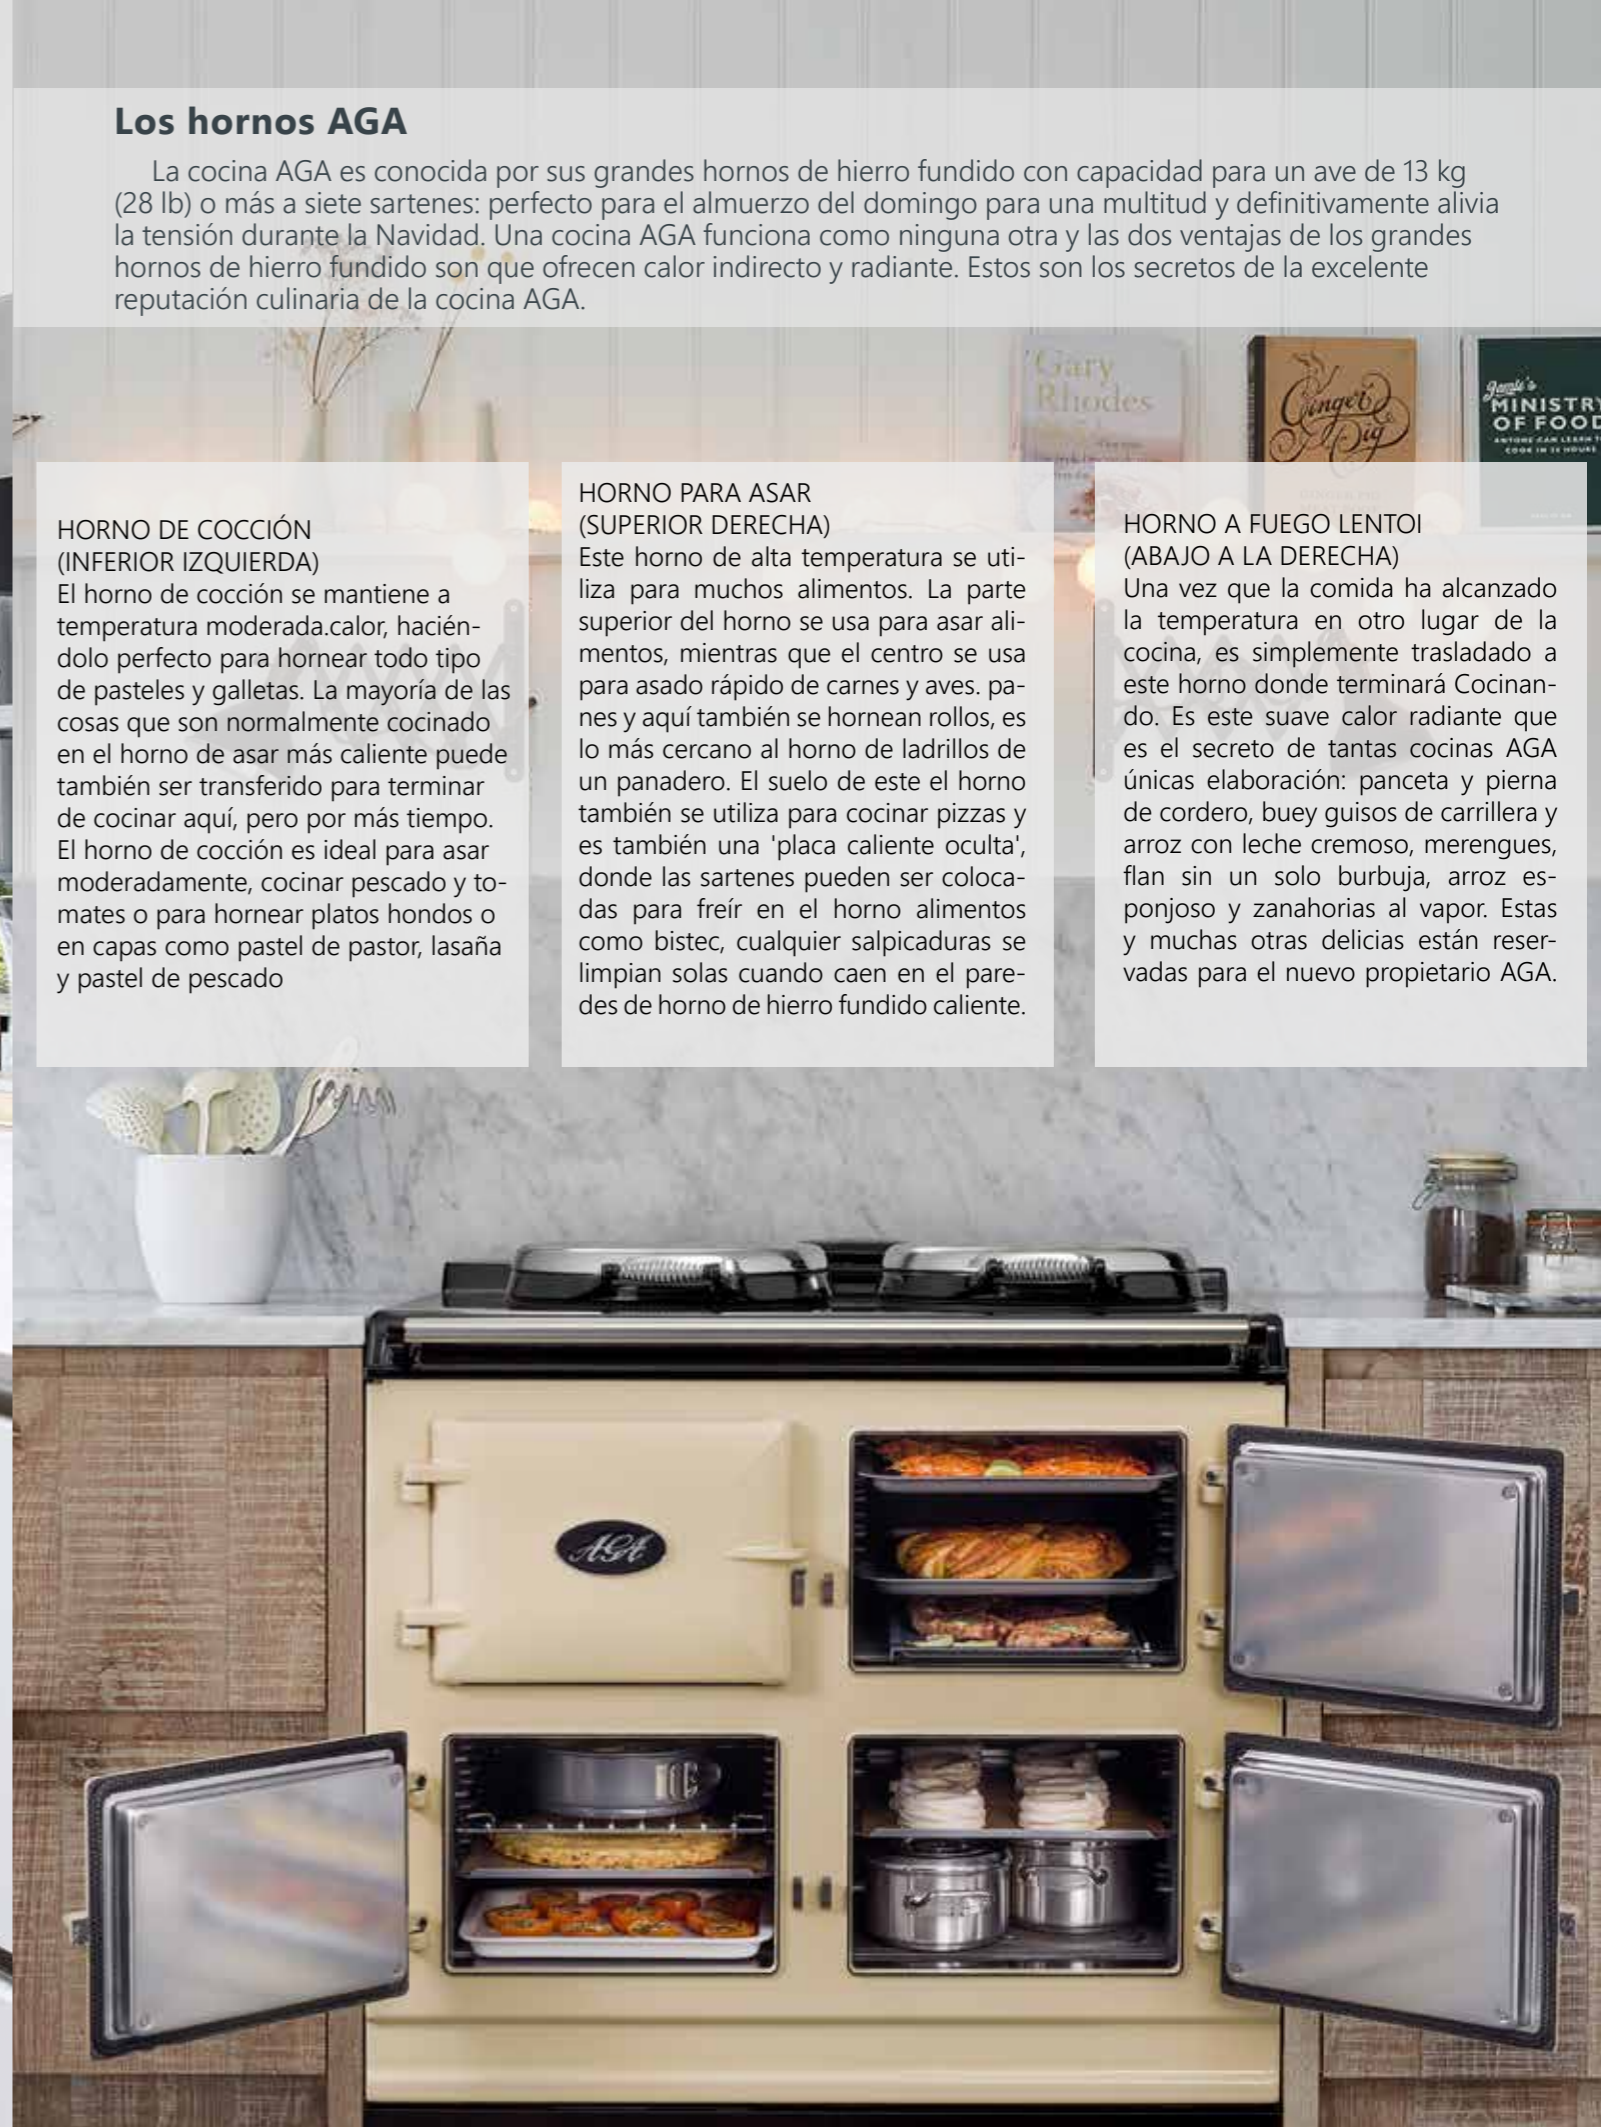 Los hornos AGA
La cocina AGA es conocida por sus grandes hornos de hierro fundido con capacidad para un ave de 13 kg
(28 lb) o más a siete sartenes: perfecto para el almuerzo del domingo para una multitud y definitivamente alivia
la tensión durante la Navidad. Una cocina AGA funciona como ninguna otra y las dos ventajas de los grandes
hornos de hierro fundido son que ofrecen calor indirecto y radiante. Estos son los secretos de la excelente
reputación culinaria de la cocina AGA.
Gary
Rhodes
Ginger
Pig
Jamie's
MINISTRY
OF FOOD
ANYONE CAN LEARN T
COOK IN 24 HOURS
HORNO DE COCCIÓN
(INFERIOR IZQUIERDA)
El horno de cocción se mantiene a
temperatura moderada.calor, hacién-
dolo perfecto para hornear todo tipo
de pasteles y galletas. La mayoría de las
cosas que son normalmente cocinado
en el horno de asar más caliente puede
también ser transferido para terminar
de cocinar aquí, pero por más tiempo.
El horno de cocción es ideal para asar
moderadamente, cocinar pescado y to-
mates o para hornear platos hondos o
en capas como pastel de pastor, lasaña
y pastel de pescado
HORNO PARA ASAR
(SUPERIOR DERECHA)
Este horno de alta temperatura se uti-
liza para muchos alimentos. La parte
superior del horno se usa para asar ali-
mentos, mientras que el centro se usa
para asado rápido de carnes y aves. pa-
nes y aquí también se hornean rollos, es
lo más cercano al horno de ladrillos de
un panadero. El suelo de este el horno
también se utiliza para cocinar pizzas y
es también una 'placa caliente oculta',
donde las sartenes pueden ser coloca-
das para freír en el horno alimentos
como bistec, cualquier salpicaduras se
limpian solas cuando caen en el pare-
des de horno de hierro fundido caliente.
HORNO A FUEGO LENTOI
(ABAJO A LA DERECHA)
Una vez que la comida ha alcanzado
la temperatura en otro lugar de la
cocina, es simplemente trasladado a
este horno donde terminará Cocinan-
do. Es este suave calor radiante que
es el secreto de tantas cocinas AGA
únicas elaboración: panceta y pierna
de cordero, buey guisos de carrillera y
arroz con leche cremoso, merengues,
flan sin un solo burbuja, arroz es-
ponjoso y zanahorias al vapor. Estas
y muchas otras delicias están reser-
vadas para el nuevo propietario AGA.
AGA